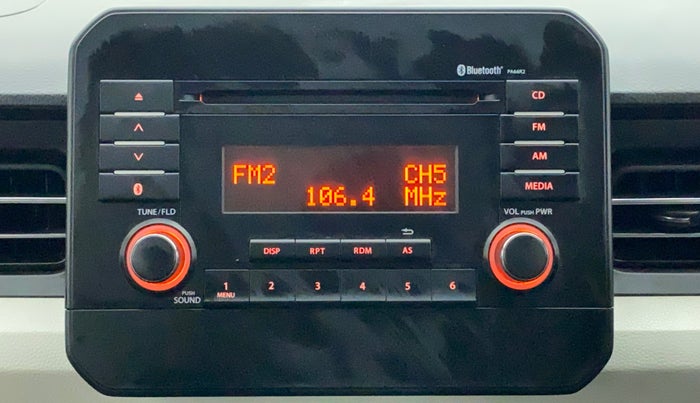 Bluetooth® PA64K2
CD
FM
AM
MEDIA
FM2 CH5
106.4 MHz
TUNE/FLD
VOL PUSH PWR
DISP RPT RDM AS
PUSH
SOUND
1 2 3 4 5 6
MENU